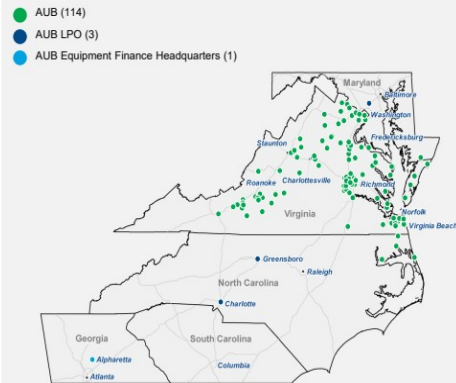 AUB (114)
AUB LPO (3)
AUB Equipment Finance Headquarters (1)
Maryland
Baltimore
Washington
Fredericksburg
Staunton
Charlottesville
Roanoke
Richmond
Virginia
Norfolk
Virginia Beach
Greensboro
Raleigh
North Carolina
Charlotte
Georgia
South Carolina
Alpharetta
Columbia
Atlanta